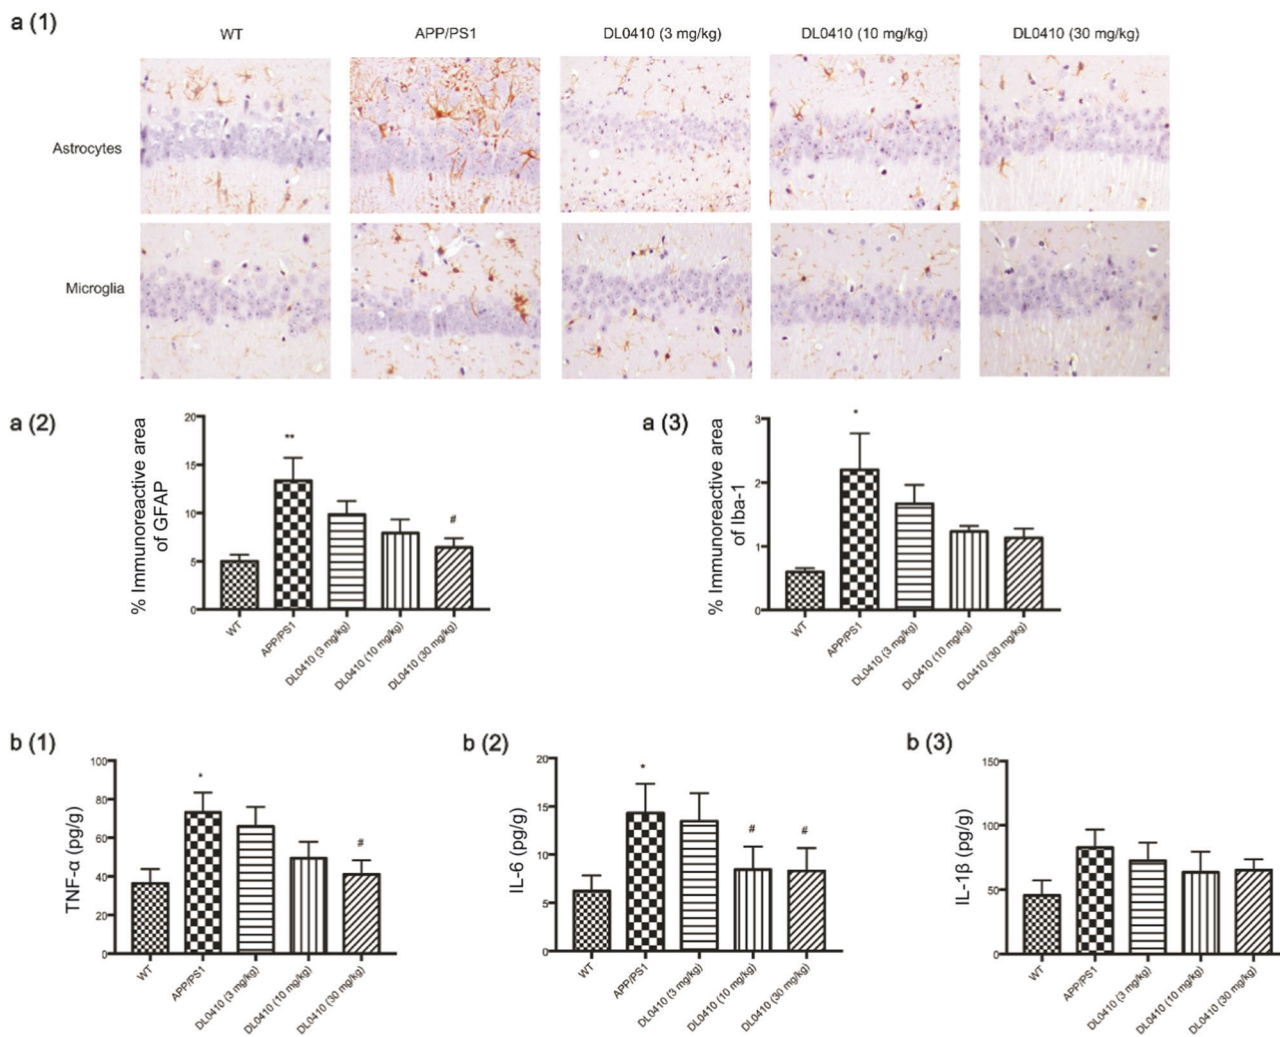 a (1)
WT APP/PS1 DL0410 (3 mg/kg) DL0410 (10 mg/kg) DL0410 (30 mg/kg)
Astrocytes
Microglia
a (2)
% Immunoreactive area
of GFAP
20
15
10
5
0
**
#
WT APP/PS1 DL0410 (3 mg/kg) DL0410 (10 mg/kg) DL0410 (30 mg/kg)
a (3)
% Immunoreactive area
of Iba-1
3
2
1
0
*
WT APP/PS1 DL0410 (3 mg/kg) DL0410 (10 mg/kg) DL0410 (30 mg/kg)
b (1)
TNF-α (pg/g)
100
80
60
40
20
0
*
#
WT APP/PS1 DL0410 (3 mg/kg) DL0410 (10 mg/kg) DL0410 (30 mg/kg)
b (2)
IL-6 (pg/g)
20
15
10
5
0
*
# #
WT APP/PS1 DL0410 (3 mg/kg) DL0410 (10 mg/kg) DL0410 (30 mg/kg)
b (3)
IL-1β (pg/g)
150
100
50
0
WT APP/PS1 DL0410 (3 mg/kg) DL0410 (10 mg/kg) DL0410 (30 mg/kg)